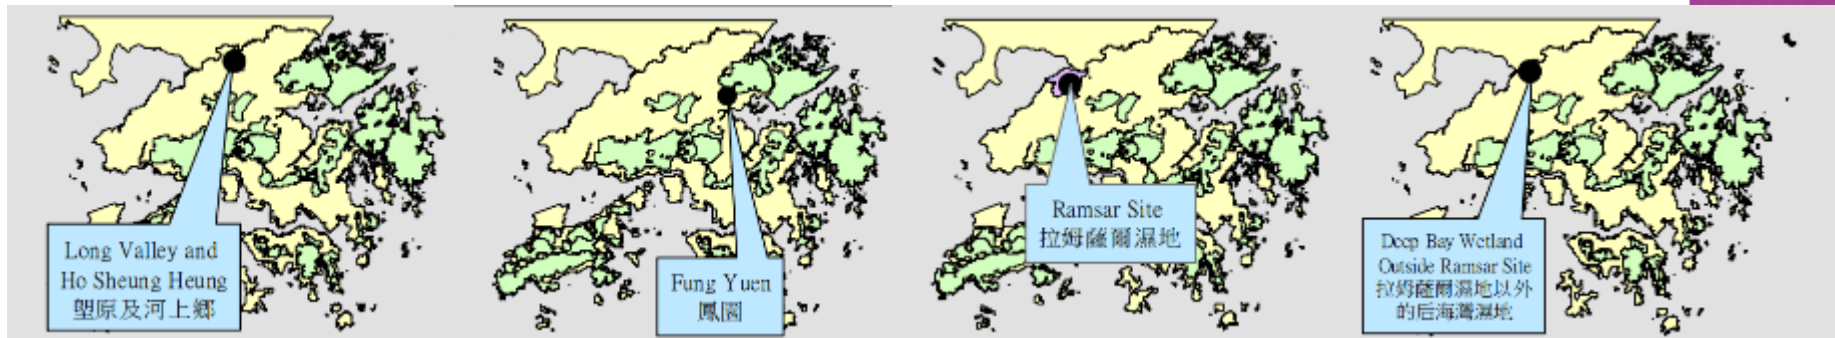 Long Valley and
Ho Sheung Heung
塱原及河上鄉
Fung Yuen
鳳園
Ramsar Site
拉姆薩爾濕地
Deep Bay Wetland
Outside Ramsar Site
拉姆薩爾濕地以外
的后海灣濕地